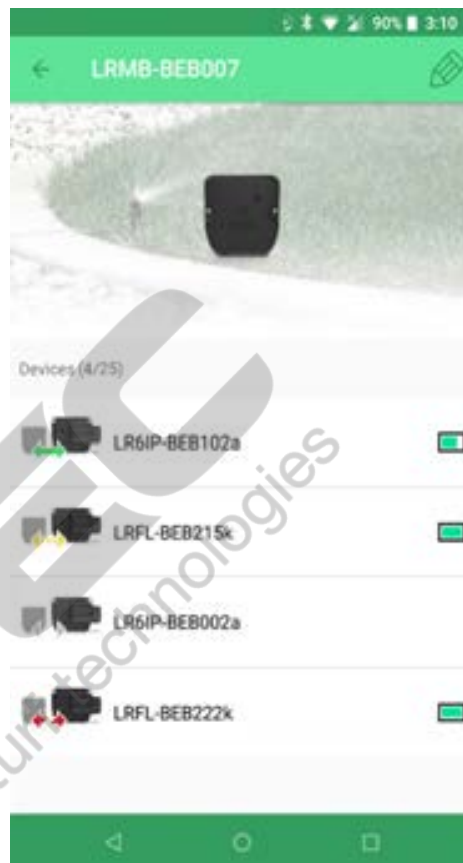 90% 3:10
LRMB-BEB007
Devices (4/25)
LR6IP-BEB102a
LRFL-BEB215k
LR6IP-BEB002a
LRFL-BEB222k